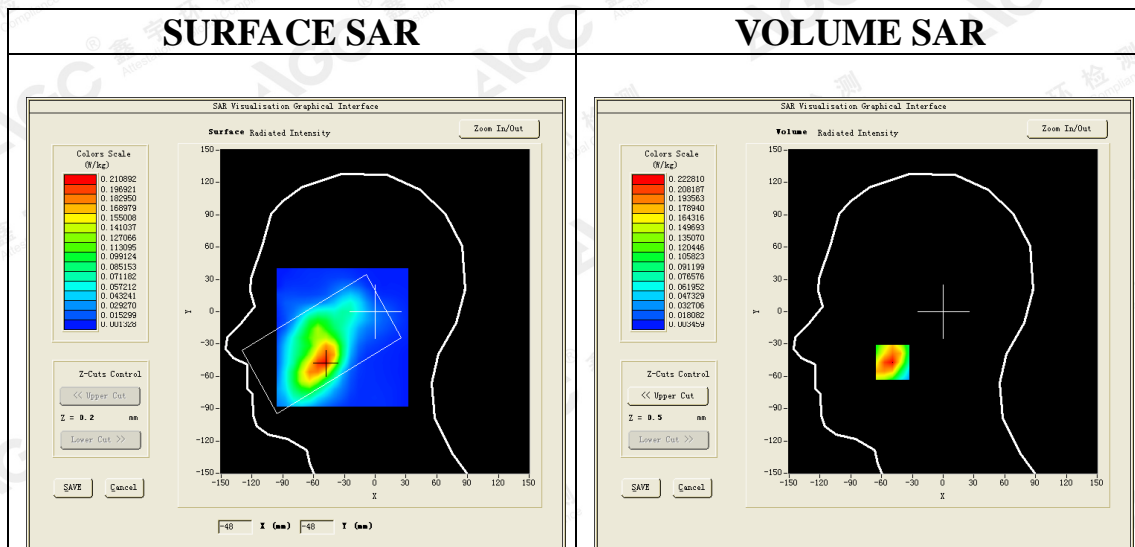 SURFACE SAR
VOLUME SAR
SAR Visualisation Graphical Interface
Surface Radiated Intensity
Zoom In/Out
Colors Scale
(W/kg)
0.210892
0.196921
0.182950
0.168979
0.155008
0.141037
0.127066
0.113095
0.099124
0.085153
0.071182
0.057212
0.043241
0.029270
0.015299
0.001328
Z-Cuts Control
<< Upper Cut
Z = 0.2 mm
Lower Cut >>
SAVE
Cancel
150
120
90
60
30
0
-30
-60
-90
-120
-150
Y
-150 -120 -90 -60 -30 0 30 60 90 120 150
X
-48 X (mm) -48 Y (mm)
SAR Visualisation Graphical Interface
Volume Radiated Intensity
Zoom In/Out
Colors Scale
(W/kg)
0.222810
0.208187
0.193563
0.178940
0.164316
0.149693
0.135070
0.120446
0.105823
0.091199
0.076576
0.061952
0.047329
0.032706
0.018082
0.003459
Z-Cuts Control
<< Upper Cut
Z = 0.5 mm
Lower Cut >>
SAVE
Cancel
150
120
90
60
30
0
-30
-60
-90
-120
-150
Y
-150 -120 -90 -60 -30 0 30 60 90 120 150
X